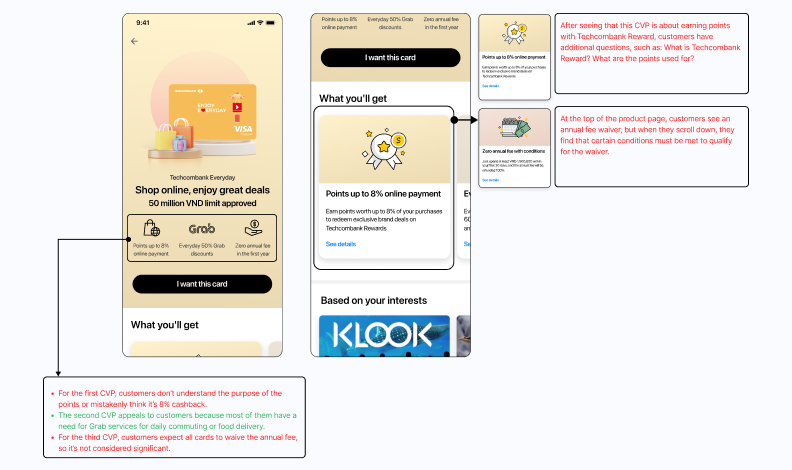 9:41
ENJOY
EVERYDAY
VISA
Techcombank Everyday
Shop online, enjoy great deals
50 million VND limit approved
Grab
Points up to 8%
online payment
Everyday 50% Grab
discounts
Zero annual fee
in the first year
I want this card
What you'll get
Points up to 8%
online payment
Everyday 50% Grab
discounts
Zero annual fee
in the first year
I want this card
What you'll get
Points up to 8% online payment
Earn points worth up to 8% of your purchases
to redeem exclusive brand deals on
Techcombank Rewards
See details
Ev
60
an
See
Based on your interests
KLOOK
Points up to 8% online payment
Earn points worth up to 8% of your purchases
to redeem exclusive brand deals on
Techcombank Rewards
See details
Zero annual fee with conditions
See details
After seeing that this CVP is about earning points
with Techcombank Reward, customers have
additional questions, such as: What is Techcombank
Reward? What are the points used for?
At the top of the product page, customers see an
annual fee waiver, but when they scroll down, they
find that certain conditions must be met to qualify
for the waiver.
• For the first CVP, customers don't understand the purpose of the
points or mistakenly think it's 8% cashback.
• The second CVP appeals to customers because most of them have a
need for Grab services for daily commuting or food delivery.
• For the third CVP, customers expect all cards to waive the annual fee,
so it's not considered significant.